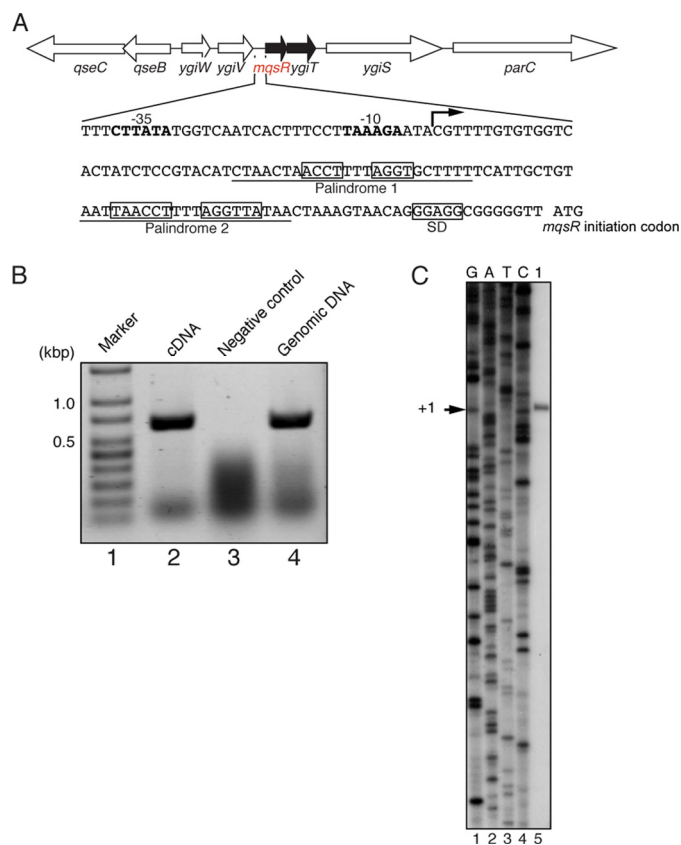 A
qseC qseB ygiW ygiV mqsR ygiT ygiS parC
-35 -10
TTTCTTATATGGTCAATCACTTTCCTTAAAGAATACGTTTTGTGTGGTC
ACTATCTCCGTACATCTAACTAACCTTTTAGGTGCTTTTTCATTGCTGT
Palindrome 1
AATTAACCTTTTAGGTTATAACTAAAGTAACAGGGAGGCGGGGGTT ATG
Palindrome 2 SD mqsR initiation codon
B
Marker cDNA Negative control Genomic DNA
(kbp)
1.0
0.5
1 2 3 4
C
G A T C 1
+1
1 2 3 4 5